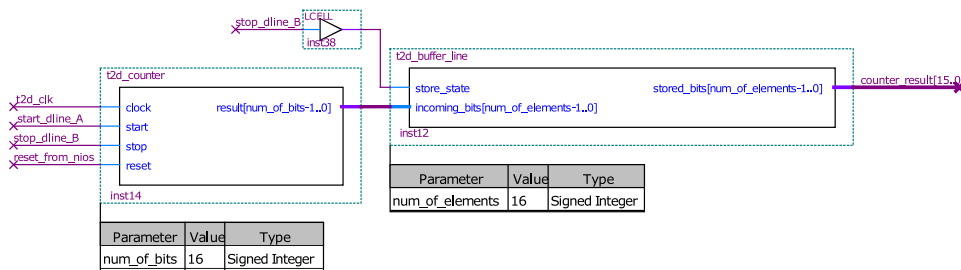 stop_dline_B
LCELL
inst38
t2d_counter
t2d_clk
start_dline_A
stop_dline_B
reset_from_nios
clock
start
stop
reset
result[num_of_bits-1..0]
inst14
t2d_buffer_line
store_state
incoming_bits[num_of_elements-1..0]
stored_bits[num_of_elements-1..0]
inst12
counter_result[15..0]
Parameter Value Type
num_of_elements 16 Signed Integer
Parameter Value Type
num_of_bits 16 Signed Integer